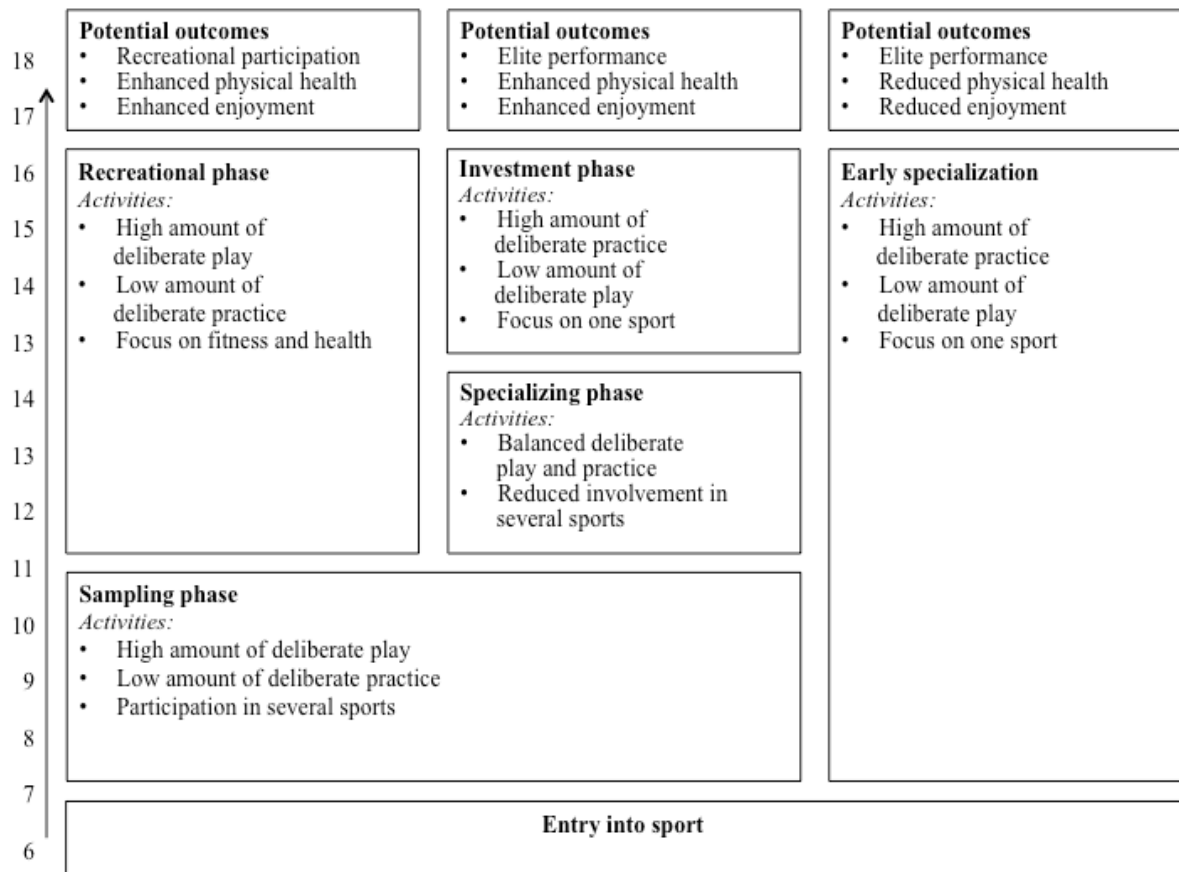 18
17
16
15
14
13
14
13
12
11
10
9
8
7
6
Potential outcomes
• Recreational participation
• Enhanced physical health
• Enhanced enjoyment
Potential outcomes
• Elite performance
• Enhanced physical health
• Enhanced enjoyment
Potential outcomes
• Elite performance
• Reduced physical health
• Reduced enjoyment
Recreational phase
Activities:
• High amount of
deliberate play
• Low amount of
deliberate practice
• Focus on fitness and health
Investment phase
Activities:
• High amount of
deliberate practice
• Low amount of
deliberate play
• Focus on one sport
Early specialization
Activities:
• High amount of
deliberate practice
• Low amount of
deliberate play
• Focus on one sport
Specializing phase
Activities:
• Balanced deliberate
play and practice
• Reduced involvement in
several sports
Sampling phase
Activities:
• High amount of deliberate play
• Low amount of deliberate practice
• Participation in several sports
Entry into sport